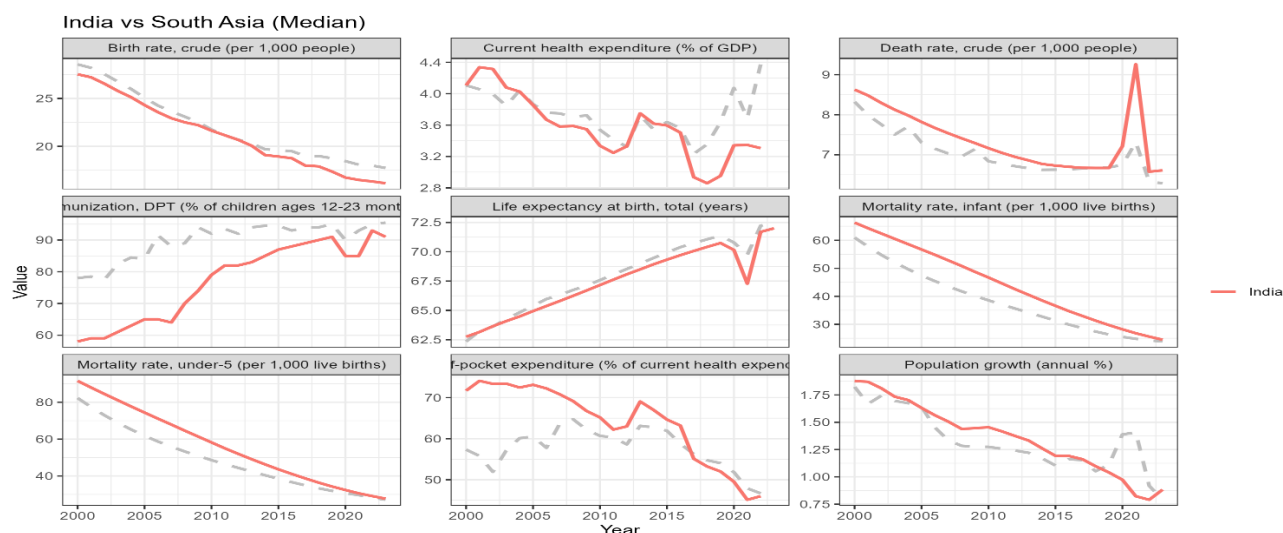 India vs South Asia (Median)
Birth rate, crude (per 1,000 people)
Current health expenditure (% of GDP)
Death rate, crude (per 1,000 people)
25
20
4.4
4.0
3.6
3.2
2.8
9
8
7
munization, DPT (% of children ages 12-23 mont
Life expectancy at birth, total (years)
Mortality rate, infant (per 1,000 live births)
90
80
70
60
72.5
70.0
67.5
65.0
62.5
60
50
40
30
Value
India
Mortality rate, under-5 (per 1,000 live births)
f-pocket expenditure (% of current health expend
Population growth (annual %)
80
60
40
70
60
50
1.75
1.50
1.25
1.00
0.75
2000 2005 2010 2015 2020
2000 2005 2010 2015 2020
2000 2005 2010 2015 2020
Year